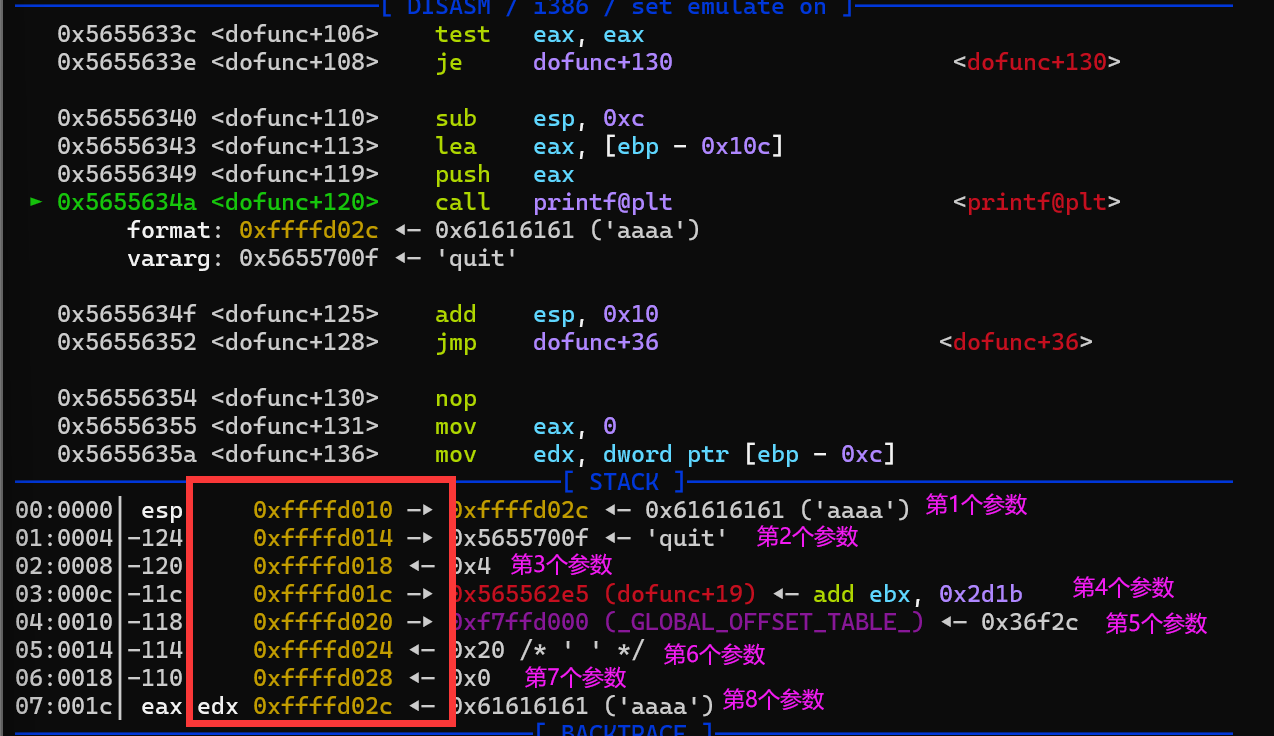 [ DISASM / i386 / set emulate on ]
0x5655633c <dofunc+106> test eax, eax
0x5655633e <dofunc+108> je dofunc+130 <dofunc+130>
0x56556340 <dofunc+110> sub esp, 0xc
0x56556343 <dofunc+113> lea eax, [ebp - 0x10c]
0x56556349 <dofunc+119> push eax
► 0x5655634a <dofunc+120> call printf@plt <printf@plt>
format: 0xffffd02c ◂— 0x61616161 ('aaaa')
vararg: 0x5655700f ◂— 'quit'
0x5655634f <dofunc+125> add esp, 0x10
0x56556352 <dofunc+128> jmp dofunc+36 <dofunc+36>
0x56556354 <dofunc+130> nop
0x56556355 <dofunc+131> mov eax, 0
0x5655635a <dofunc+136> mov edx, dword ptr [ebp - 0xc]
[ STACK ]
00:0000│ esp 0xffffd010 —▸ 0xffffd02c ◂— 0x61616161 ('aaaa') 第1个参数
01:0004│-124 0xffffd014 —▸ 0x5655700f ◂— 'quit' 第2个参数
02:0008│-120 0xffffd018 ◂— 0x4 第3个参数
03:000c│-11c 0xffffd01c —▸ 0x565562e5 (dofunc+19) ◂— add ebx, 0x2d1b 第4个参数
04:0010│-118 0xffffd020 —▸ 0xf7ffd000 (_GLOBAL_OFFSET_TABLE_) ◂— 0x36f2c 第5个参数
05:0014│-114 0xffffd024 ◂— 0x20 /* ' ' */ 第6个参数
06:0018│-110 0xffffd028 ◂— 0x0 第7个参数
07:001c│ eax edx 0xffffd02c ◂— 0x61616161 ('aaaa') 第8个参数
[ BACKTRACE ]